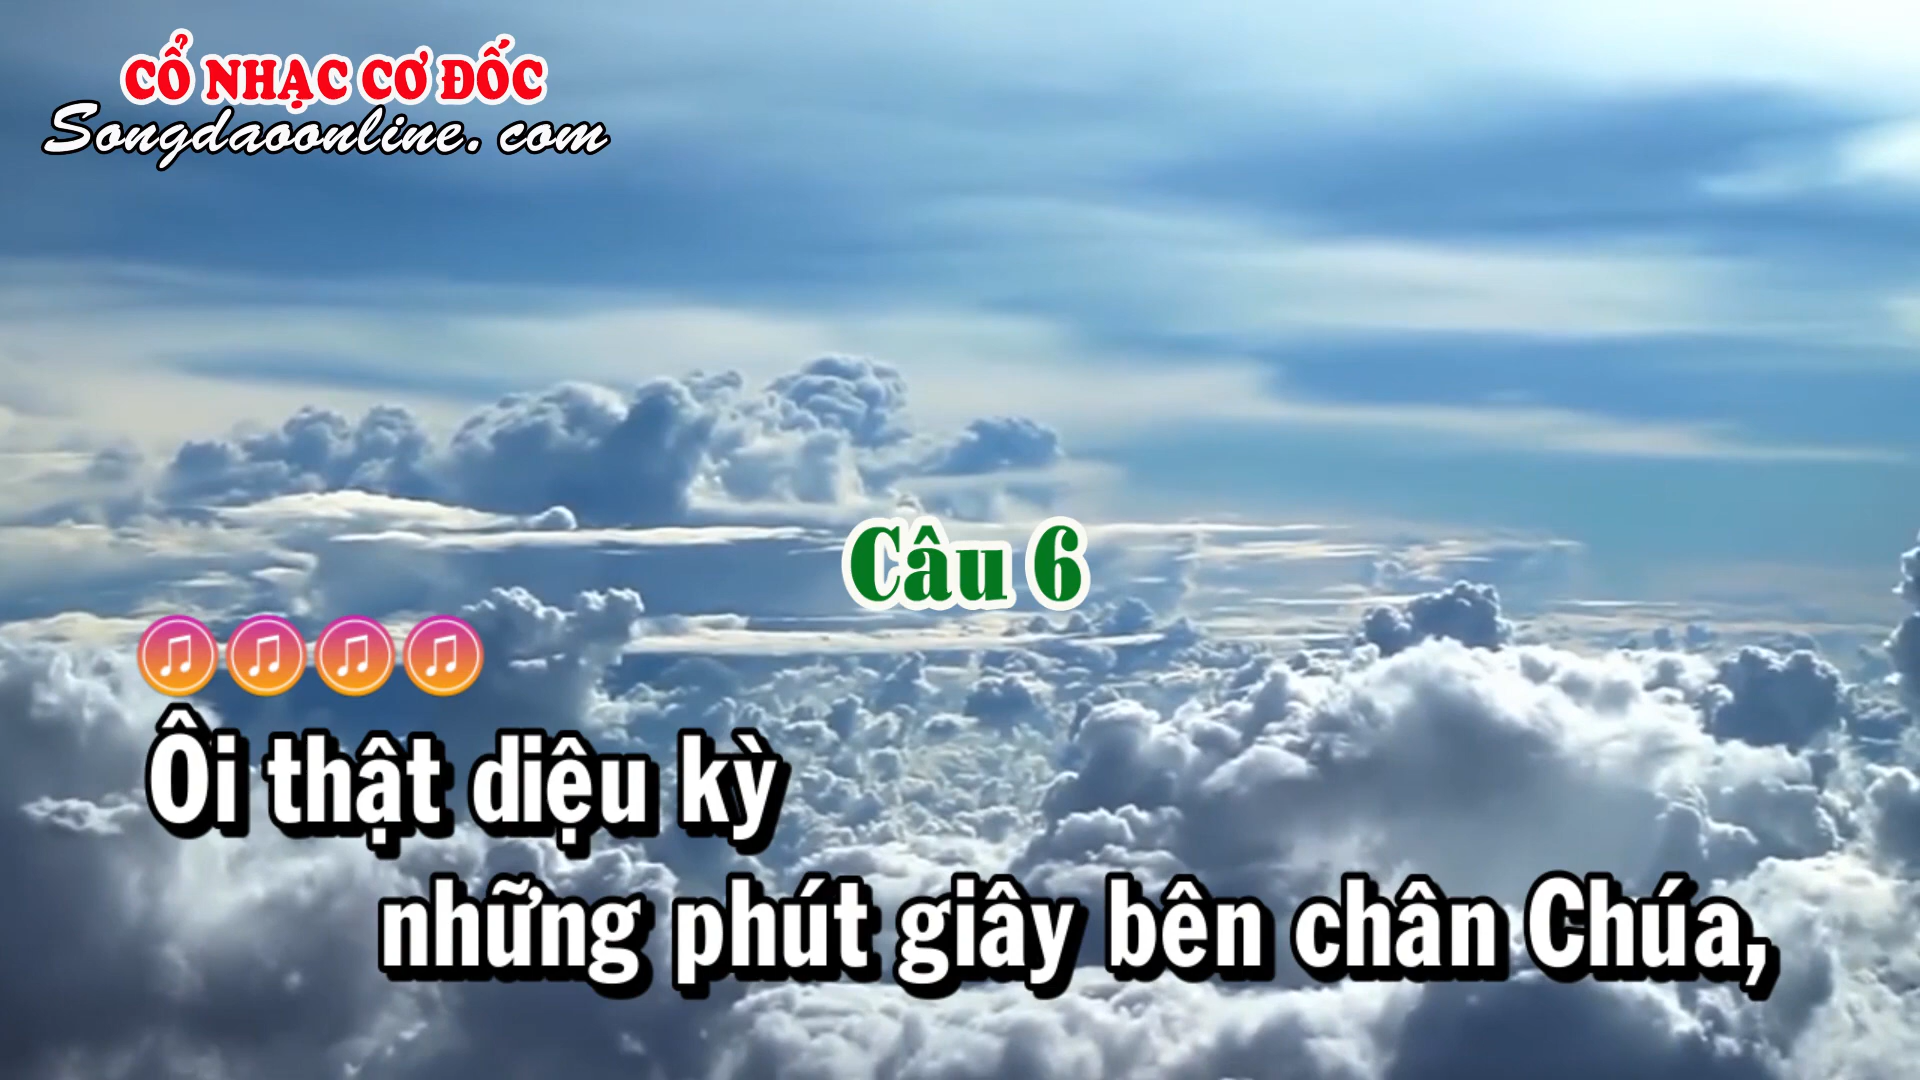 CỔ NHẠC CƠ ĐỐC
Songdaoonline.com
Câu 6
Ôi thật diệu kỳ
những phút giây bên chân Chúa,